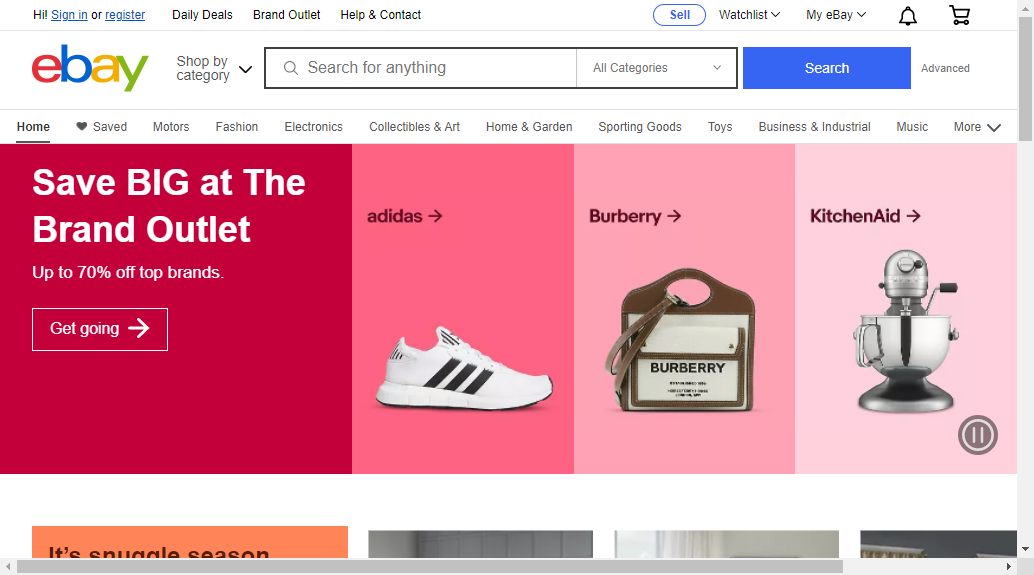 Hi! Sign in or register
Daily Deals
Brand Outlet
Help & Contact
Sell
Watchlist
My eBay
ebay
Shop by
category
Search for anything
All Categories
Search
Advanced
Home
Saved
Motors
Fashion
Electronics
Collectibles & Art
Home & Garden
Sporting Goods
Toys
Business & Industrial
Music
More
Save BIG at The
Brand Outlet
Up to 70% off top brands.
Get going
adidas
Burberry
KitchenAid
BURBERRY
It's snuggle season